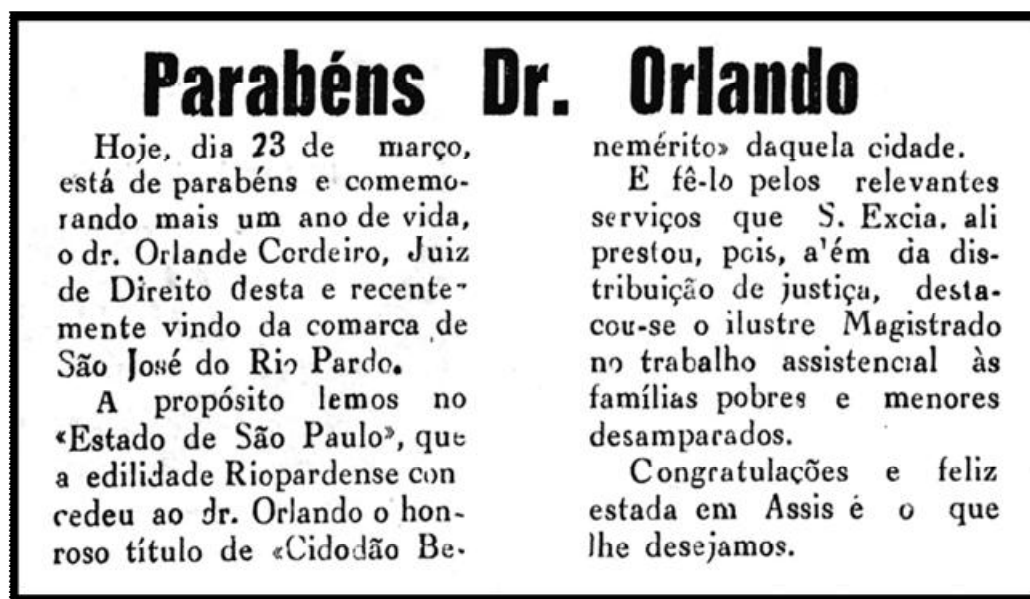 Parabéns Dr. Orlando
Hoje, dia 23 de março,
está de parabéns e comemo-
rando mais um ano de vida,
o dr. Orlande Cordeiro, Juiz
de Direito desta e recente-
mente vindo da comarca de
São José do Rio Pardo.
A propósito lemos no
«Estado de São Paulo», que
a edilidade Riopardense con
cedeu ao dr. Orlando o hon-
roso título de «Cidodão Be-
nemérito» daquela cidade.
E fê-lo pelos relevantes
serviços que S. Excia. ali
prestou, pois, a'ém da dis-
tribuição de justiça, desta-
cou-se o ilustre Magistrado
no trabalho assistencial às
famílias pobres e menores
desamparados.
Congratulações e feliz
estada em Assis é o que
lhe desejamos.